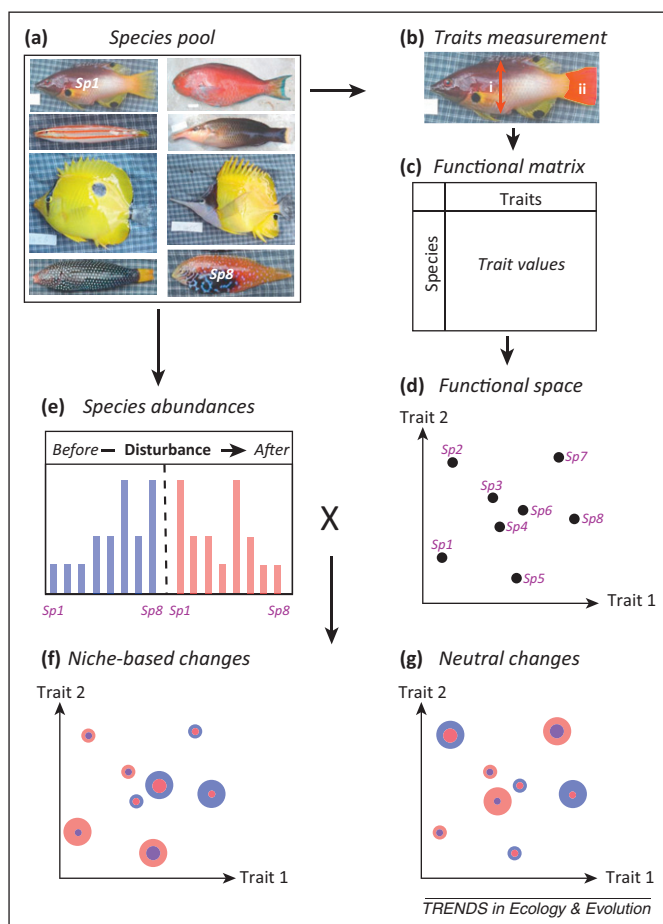 (a) Species pool
Sp1
Sp8
(b) Traits measurement
i
ii
(c) Functional matrix
Traits
Species
Trait values
(d) Functional space
Trait 2
Sp2
Sp7
Sp3
Sp6
Sp4
Sp8
Sp1
Sp5
Trait 1
(e) Species abundances
Before – Disturbance → After
Sp1 Sp8 Sp1 Sp8
X
(f) Niche-based changes
Trait 2
Trait 1
(g) Neutral changes
Trait 2
Trait 1
TRENDS in Ecology & Evolution